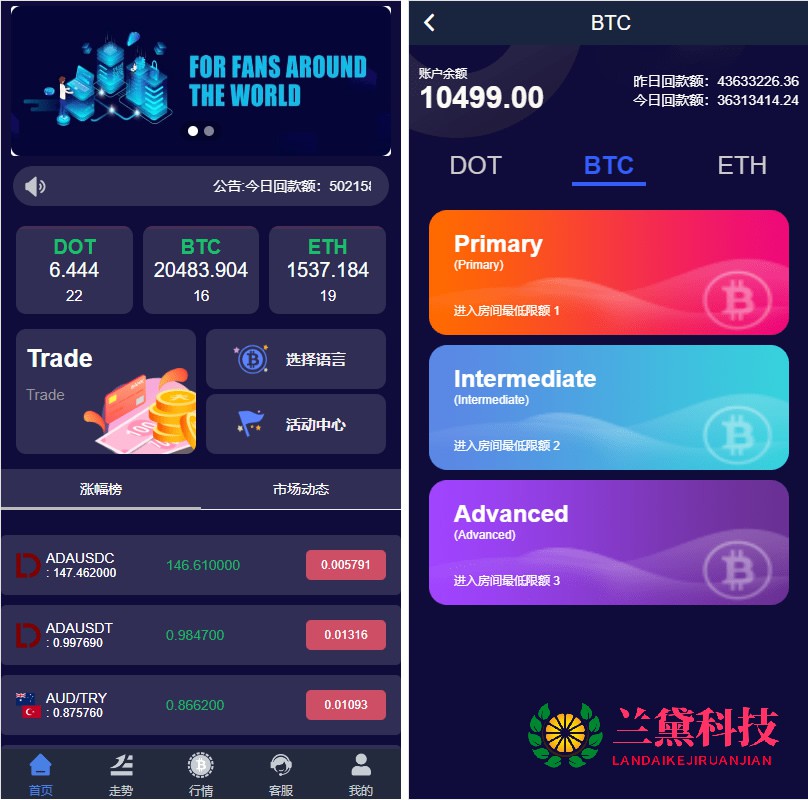 FOR FANS AROUND
THE WORLD
公告:今日回款额：502158
DOT
6.444
22
BTC
20483.904
16
ETH
1537.184
19
Trade
Trade
选择语言
活动中心
涨幅榜
市场动态
ADAUSDC
: 147.462000
146.610000
0.005791
ADAUSDT
: 0.997690
0.984700
0.01316
AUD/TRY
: 0.875760
0.866200
0.01093
首页
走势
行情
客服
我的
BTC
账户余额
10499.00
昨日回款额：43633226.36
今日回款额：36313414.24
DOT
BTC
ETH
Primary
(Primary)
进入房间最低限额 1
Intermediate
(Intermediate)
进入房间最低限额 2
Advanced
(Advanced)
进入房间最低限额 3
兰黛科技
LANDAIKEJIRUANJIAN